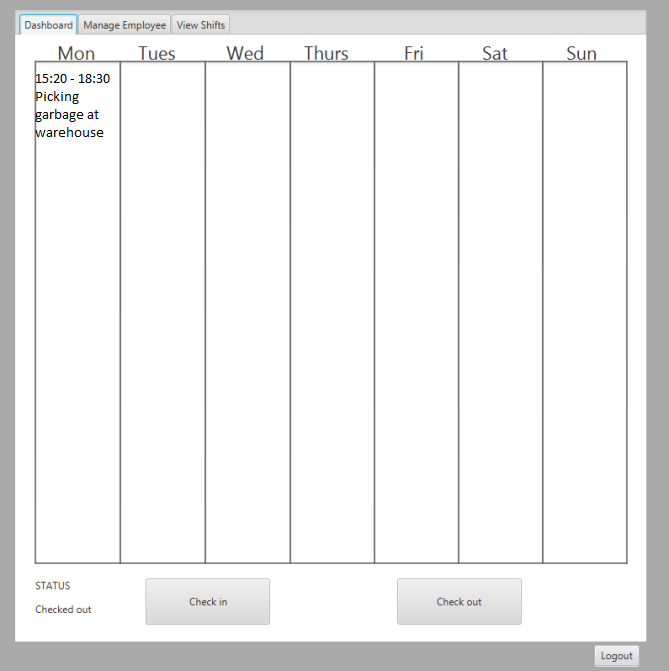 Dashboard Manage Employee View Shifts
Mon Tues Wed Thurs Fri Sat Sun
15:20 - 18:30
Picking
garbage at
warehouse
STATUS
Checked out
Check in
Check out
Logout